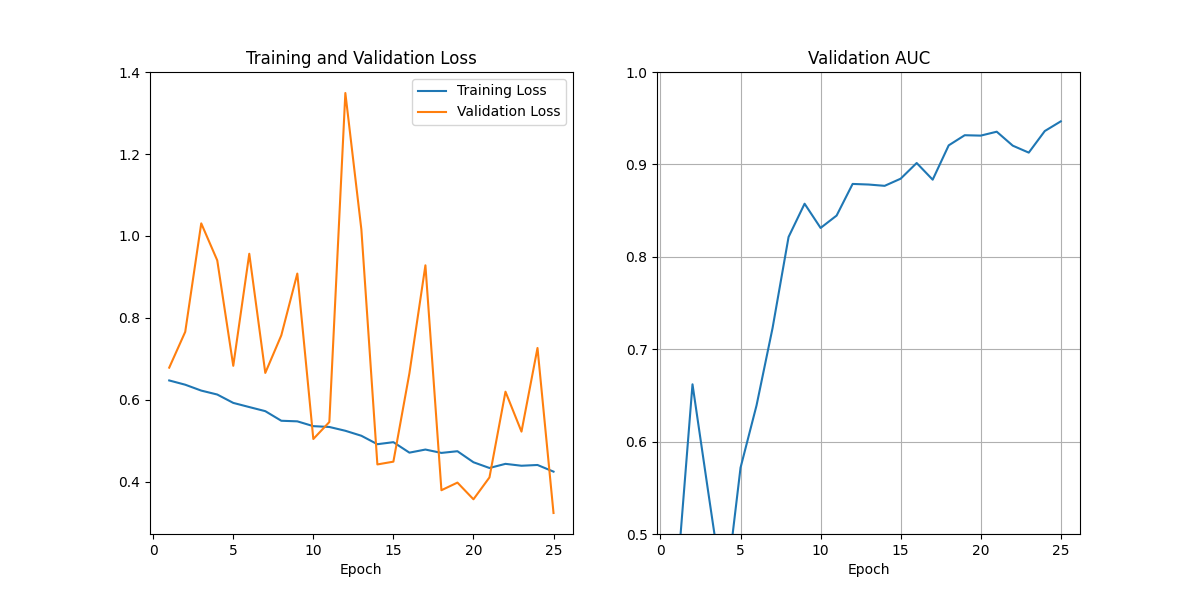 Training and Validation Loss
Training Loss
Validation Loss
1.4
1.2
1.0
0.8
0.6
0.4
0 5 10 15 20 25
Epoch
Validation AUC
1.0
0.9
0.8
0.7
0.6
0.5
0 5 10 15 20 25
Epoch